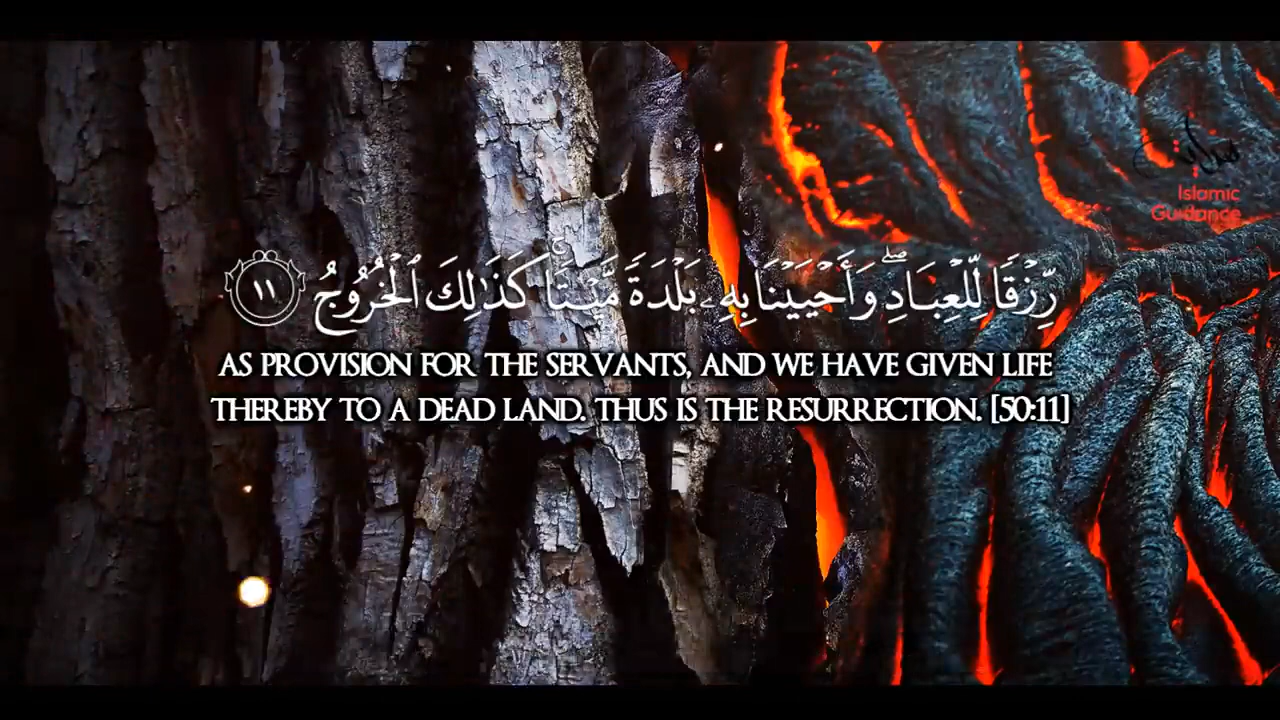 رِّزْقًا لِّلْعِبَادِ ۖ وَأَحْيَيْنَا بِهِۦ بَلْدَةً مَّيْتًا ۚ كَذَٰلِكَ ٱلْخُرُوجُ ١١
AS PROVISION FOR THE SERVANTS, AND WE HAVE GIVEN LIFE
THEREBY TO A DEAD LAND. THUS IS THE RESURRECTION. [50:11]
Islamic
Guidance